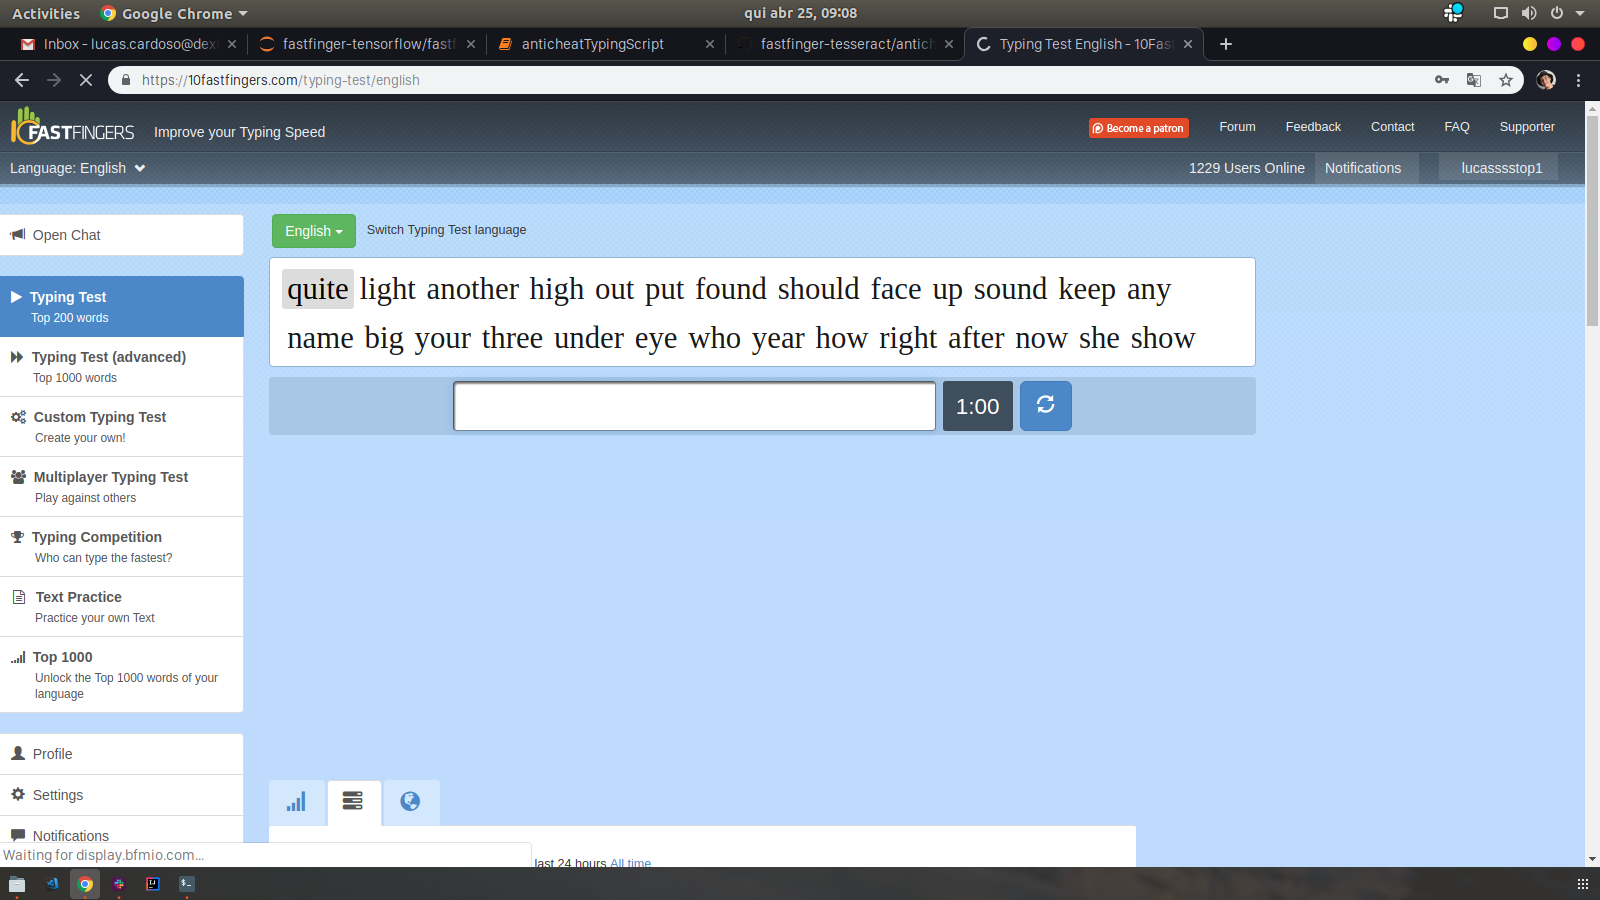 Activities
Google Chrome
qui abr 25, 09:08
Inbox - lucas.cardoso@dex
fastfinger-tensorflow/fastf
anticheatTypingScript
fastfinger-tesseract/antich
Typing Test English - 10Fas
https://10fastfingers.com/typing-test/english
FASTFINGERS
Improve your Typing Speed
Become a patron
Forum
Feedback
Contact
FAQ
Supporter
Language: English
1229 Users Online
Notifications
lucasssstop1
Open Chat
English
Switch Typing Test language
quite light another high out put found should face up sound keep any
name big your three under eye who year how right after now she show
1:00
Typing Test
Top 200 words
Typing Test (advanced)
Top 1000 words
Custom Typing Test
Create your own!
Multiplayer Typing Test
Play against others
Typing Competition
Who can type the fastest?
Text Practice
Practice your own Text
Top 1000
Unlock the Top 1000 words of your
language
Profile
Settings
Notifications
Waiting for display.bfmio.com...
last 24 hours All time